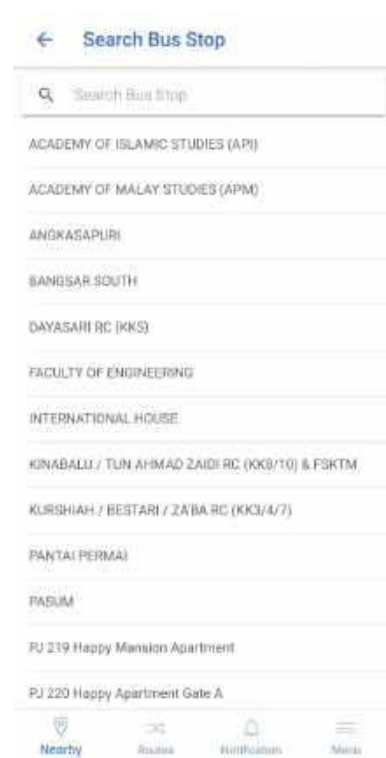 Search Bus Stop
Search Bus Stop
ACADEMY OF ISLAMIC STUDIES (API)
ACADEMY OF MALAY STUDIES (APM)
ANGKASAPURI
BANGSAR SOUTH
DAYASARI RC (KK5)
FACULTY OF ENGINEERING
INTERNATIONAL HOUSE
KINABALU / TUN AHMAD ZAIDI RC (KK8/10) & FSKTM
KURSHIAH / BESTARI / ZA'BA RC (KK3/4/7)
PANTAI PERMAI
PASUM
PJ 219 Happy Mansion Apartment
PJ 220 Happy Apartment Gate A
Nearby Routes Notification Menu